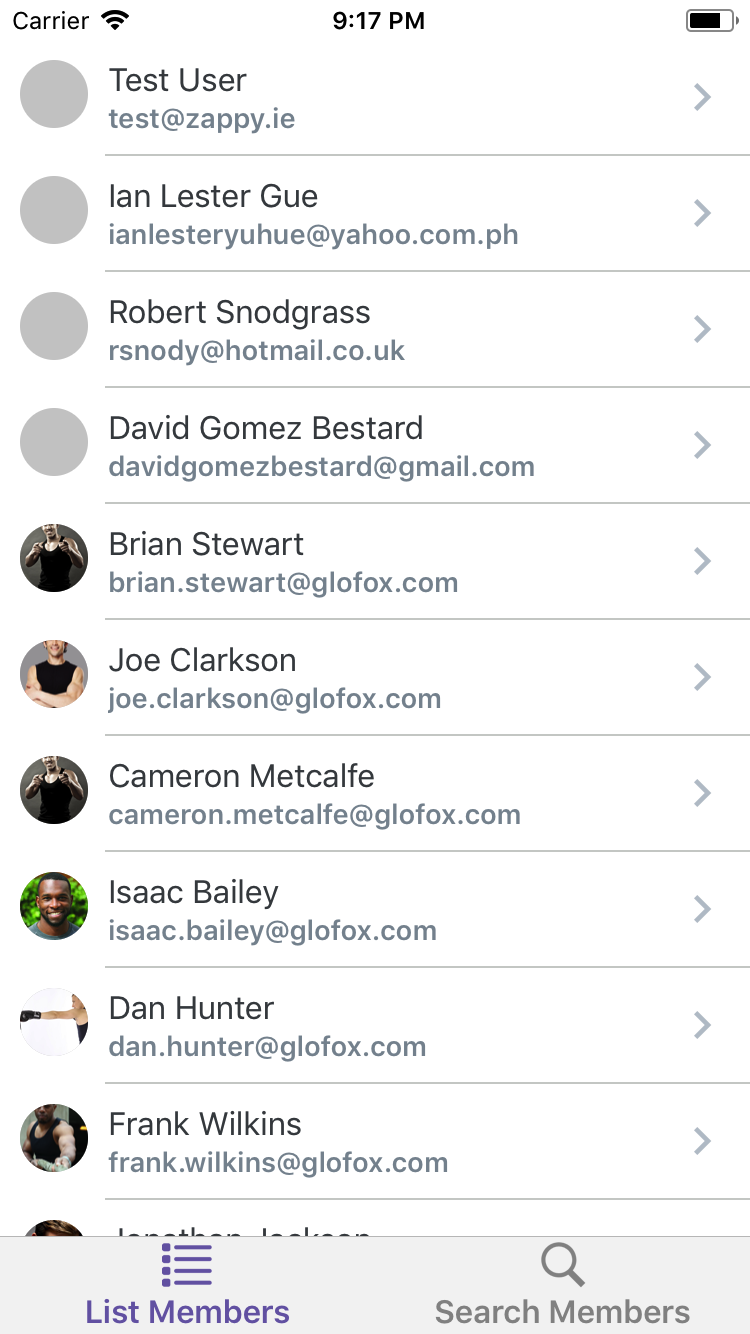 Carrier 9:17 PM
Test User
test@zappy.ie
Ian Lester Gue
ianlesteryuhue@yahoo.com.ph
Robert Snodgrass
rsnody@hotmail.co.uk
David Gomez Bestard
davidgomezbestard@gmail.com
Brian Stewart
brian.stewart@glofox.com
Joe Clarkson
joe.clarkson@glofox.com
Cameron Metcalfe
cameron.metcalfe@glofox.com
Isaac Bailey
isaac.bailey@glofox.com
Dan Hunter
dan.hunter@glofox.com
Frank Wilkins
frank.wilkins@glofox.com
List Members Search Members